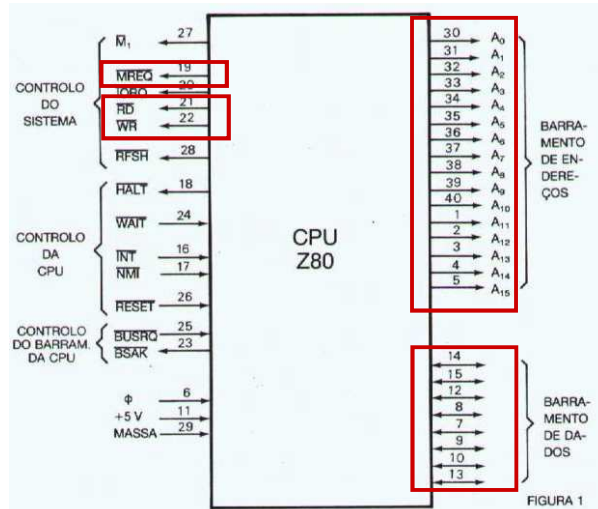 CONTROLO
DO
SISTEMA
M₁ 27
MREQ 19
IORQ 20
RD 21
WR 22
RFSH 28
CONTROLO
DA
CPU
HALT 18
WAIT 24
INT 16
NMI 17
RESET 26
CONTROLO
DO BARRAM.
DA CPU
BUSRQ 25
BSAK 23
Φ 6
+5 V 11
MASSA 29
CPU
Z80
30 A₀
31 A₁
32 A₂
33 A₃
34 A₄
35 A₅
36 A₆
37 A₇
38 A₈
39 A₉
40 A₁₀
1 A₁₁
2 A₁₂
3 A₁₃
4 A₁₄
5 A₁₅
BARRA-
MENTO
DE EN-
DERE-
ÇOS
14
15
12
8
7
9
10
13
BARRA-
MENTO
DE DA-
DOS
FIGURA 1